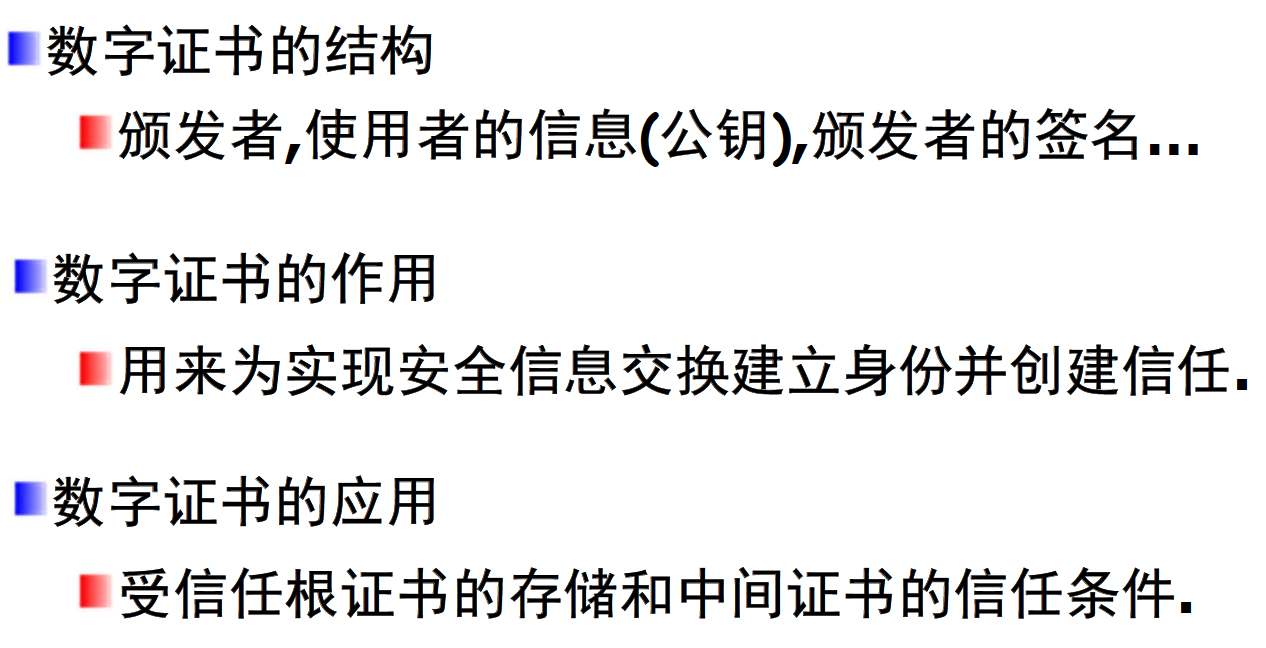 数字证书的结构
颁发者,使用者的信息(公钥),颁发者的签名...
数字证书的作用
用来为实现安全信息交换建立身份并创建信任.
数字证书的应用
受信任根证书的存储和中间证书的信任条件.